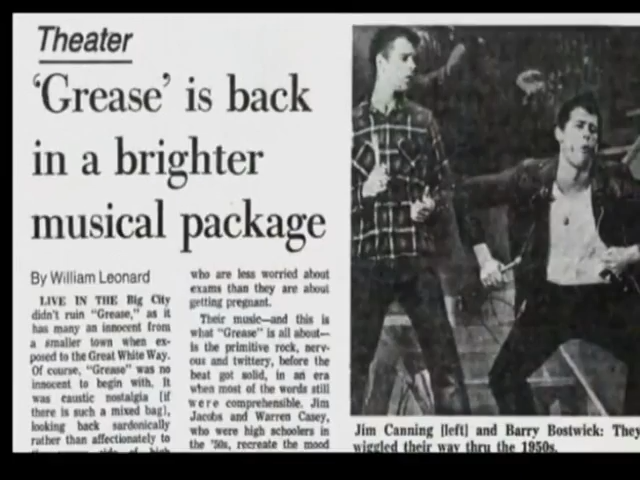 Theater
‘Grease’ is back
in a brighter
musical package
By William Leonard
LIVE IN THE Big City
didn't ruin "Grease," as it
has many an innocent from
a smaller town when ex-
posed to the Great White Way.
Of course, "Grease" was no
innocent to begin with. It
was caustic nostalgia [if
there is such a mixed bag],
looking back sardonically
rather than affectionately to
side of high
who are less worried about
exams than they are about
getting pregnant.
Their music—and this is
what "Grease" is all about—
is the primitive rock, nerv-
ous and twittery, before the
beat got solid, in an era
when most of the words still
were comprehensible. Jim
Jacobs and Warren Casey,
who were high schoolers in
the '50s, recreate the mood
Jim Canning [left] and Barry Bostwick: They
wiggled their way thru the 1950s.